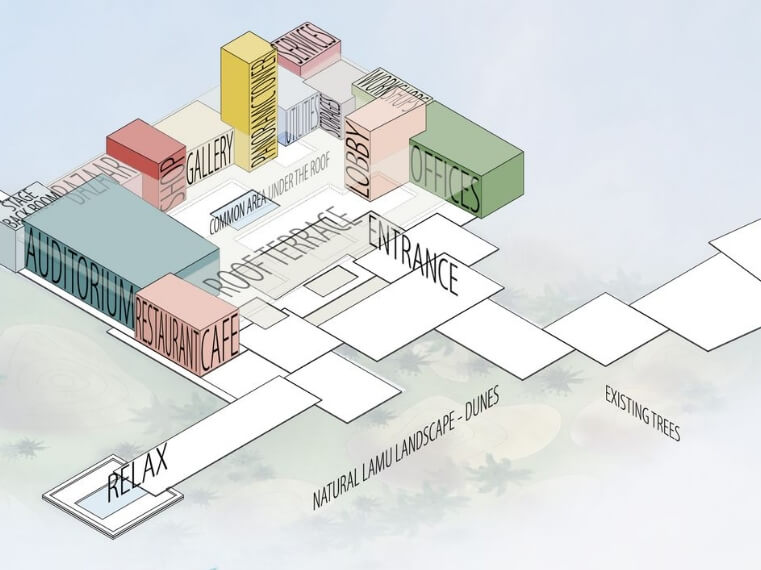 SERVICES
PANORAMIC TOWER
UTILITIES
STORAGE
WORKSHOPS
LOBBY
OFFICES
GALLERY
SHOP
BAZAAR
STAGE
BACKROOM
COMMON AREA UNDER THE ROOF
ROOF TERRACE
ENTRANCE
AUDITORIUM
RESTAURANT
CAFE
RELAX
NATURAL LAMU LANDSCAPE - DUNES
EXISTING TREES